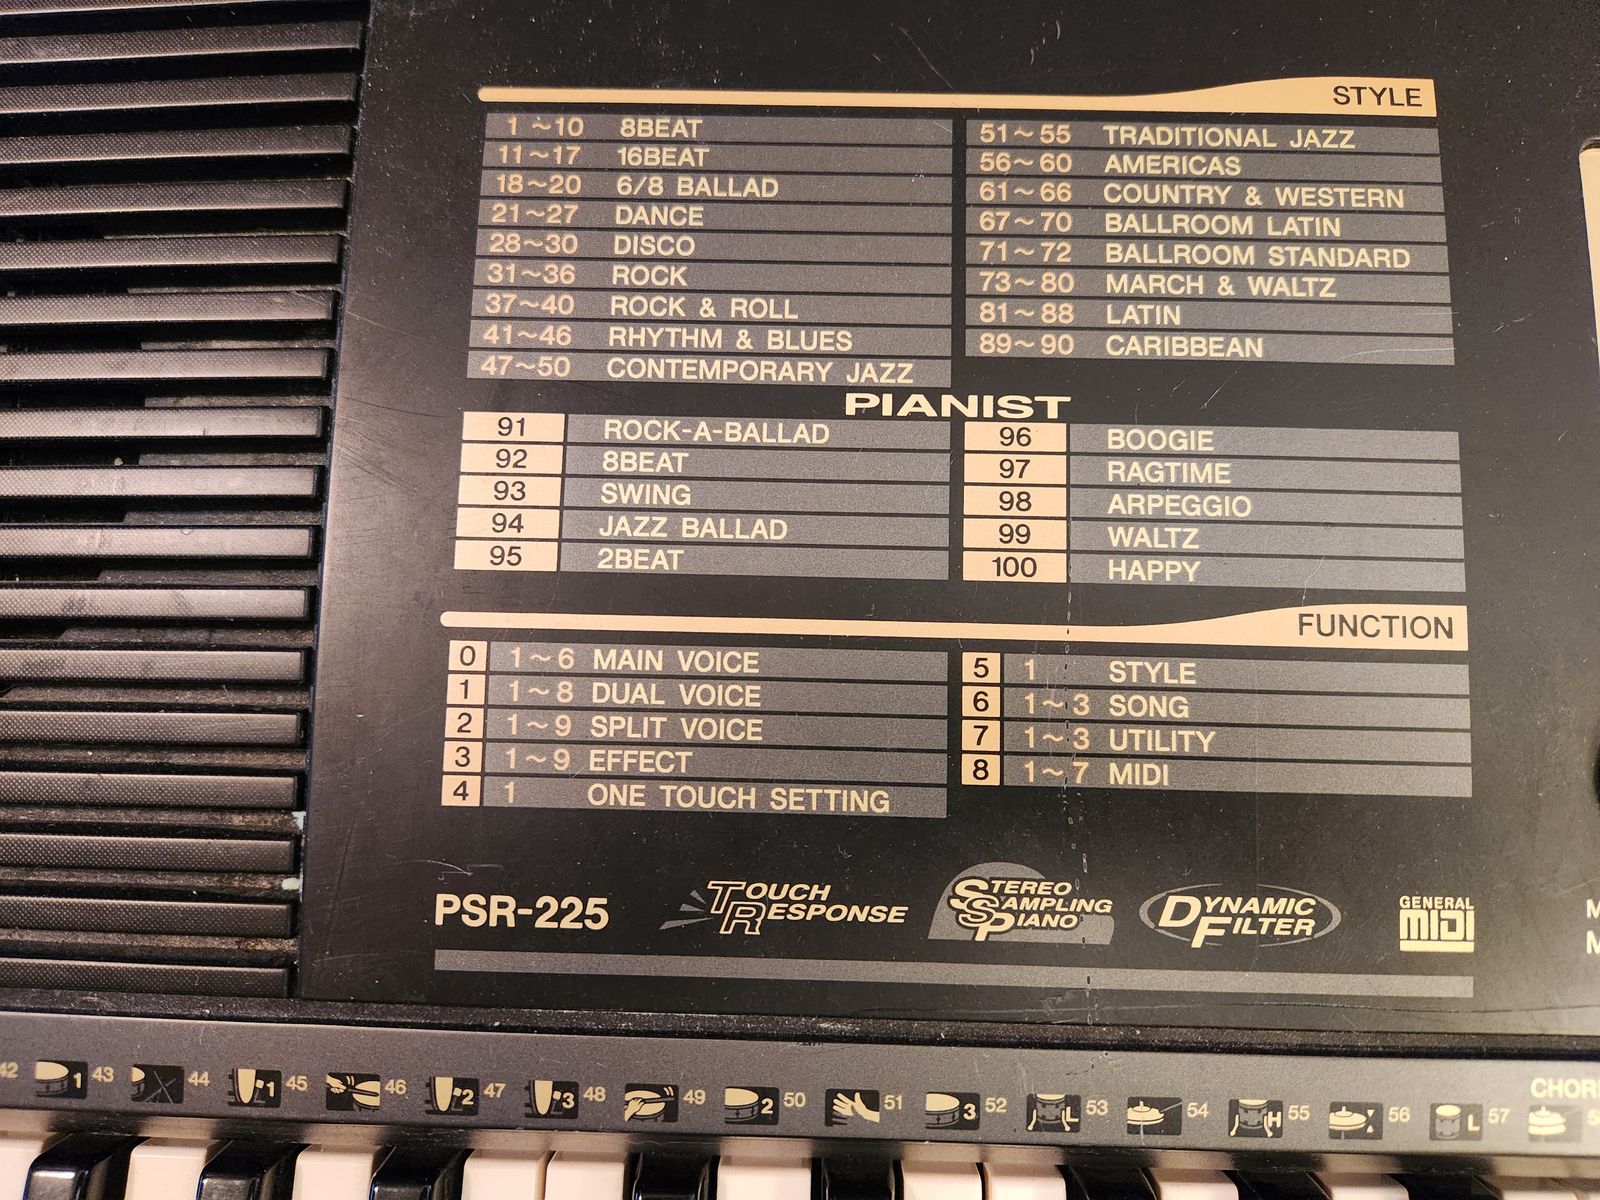 STYLE
1~10 8BEAT
11~17 16BEAT
18~20 6/8 BALLAD
21~27 DANCE
28~30 DISCO
31~36 ROCK
37~40 ROCK & ROLL
41~46 RHYTHM & BLUES
47~50 CONTEMPORARY JAZZ
51~55 TRADITIONAL JAZZ
56~60 AMERICAS
61~66 COUNTRY & WESTERN
67~70 BALLROOM LATIN
71~72 BALLROOM STANDARD
73~80 MARCH & WALTZ
81~88 LATIN
89~90 CARIBBEAN
PIANIST
91 ROCK-A-BALLAD
92 8BEAT
93 SWING
94 JAZZ BALLAD
95 2BEAT
96 BOOGIE
97 RAGTIME
98 ARPEGGIO
99 WALTZ
100 HAPPY
FUNCTION
0 1~6 MAIN VOICE
1 1~8 DUAL VOICE
2 1~9 SPLIT VOICE
3 1~9 EFFECT
4 1 ONE TOUCH SETTING
5 1 STYLE
6 1~3 SONG
7 1~3 UTILITY
8 1~7 MIDI
PSR-225 TOUCH RESPONSE STEREO SAMPLING PIANO DYNAMIC FILTER GENERAL MIDI
M
M
CHOR
42 1 43 44 1 45 46 2 47 3 48 49 2 50 51 3 52 L 53 54 H 55 56 L 57